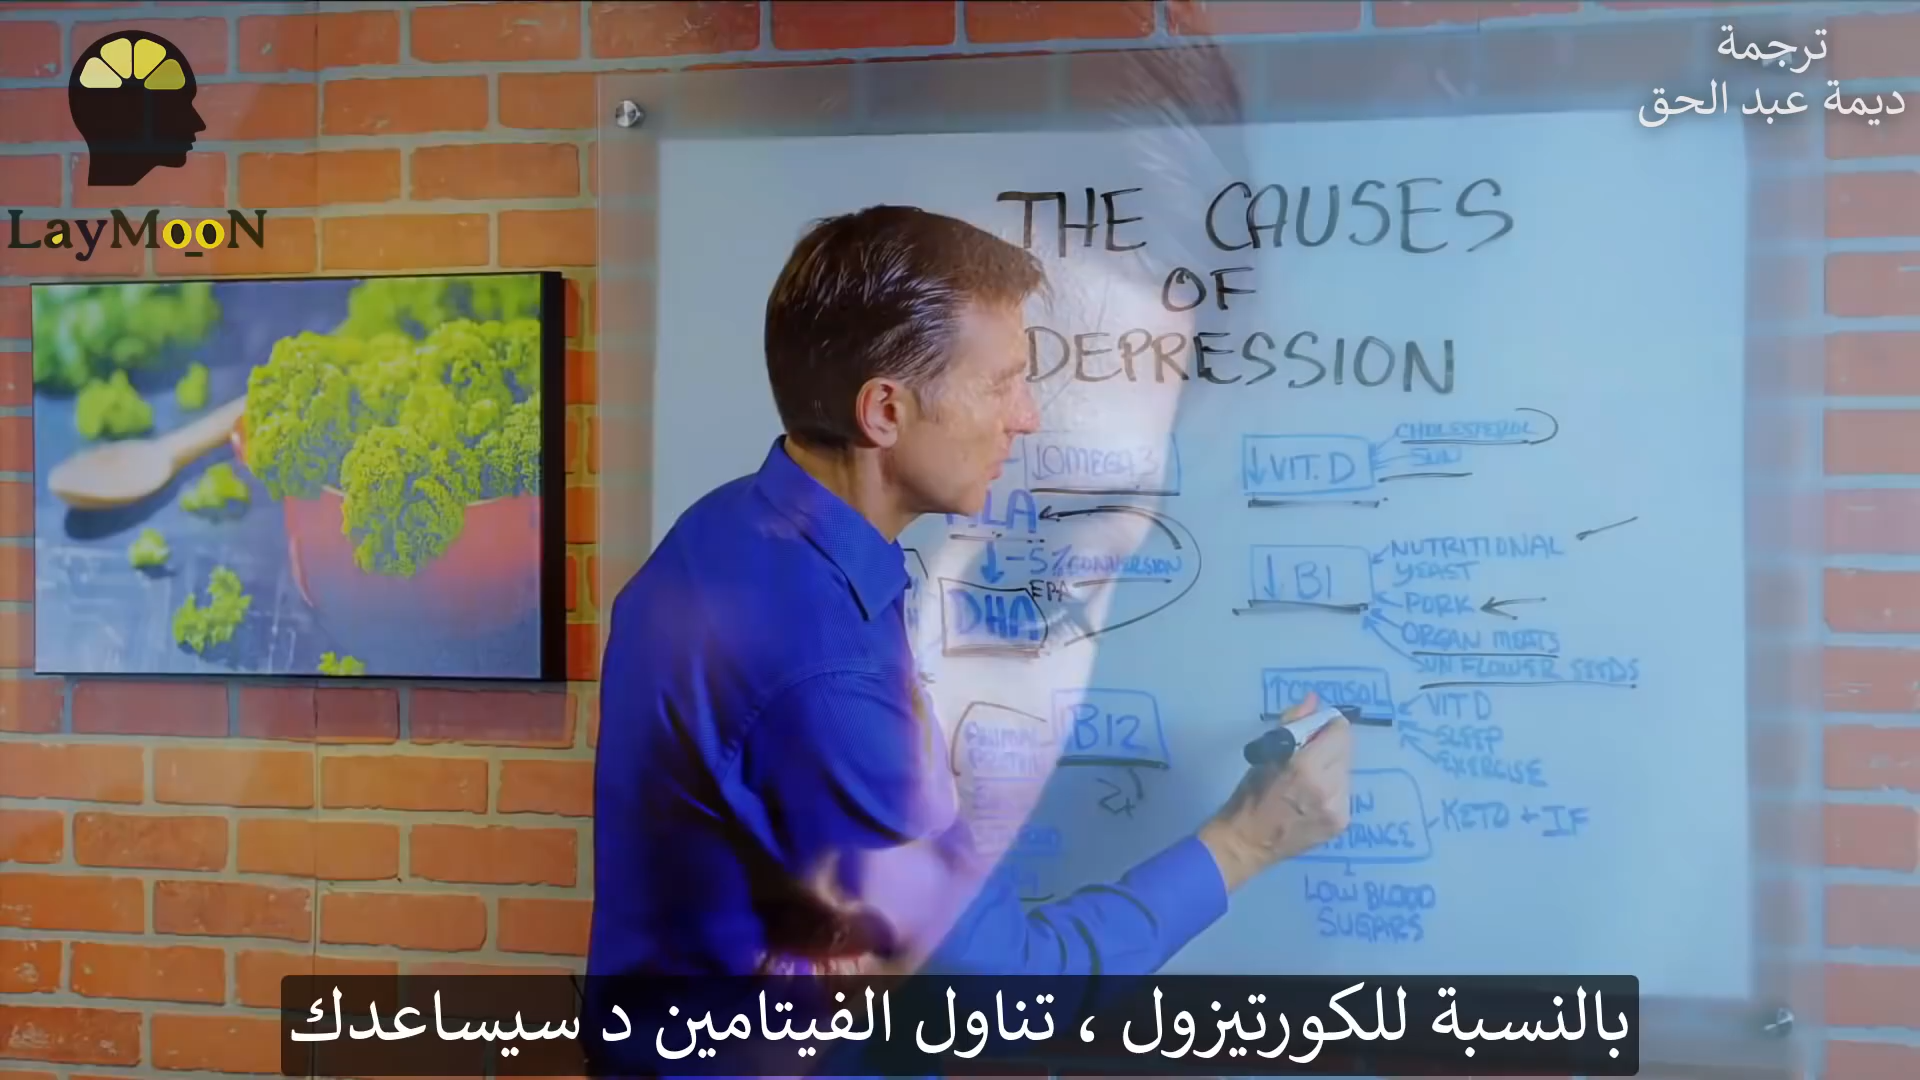 ترجمة
ديمة عبد الحق
LayMooN
THE CAUSES
OF
DEPRESSION
↓OMEGA3
ALA
↓-5% CONVERSION
EPA
DHA
B12
↓VIT. D
CHOLESTEROL
SUN
↓B1
NUTRITIONAL
YEAST
PORK
ORGAN MEATS
SUNFLOWER SEEDS
↑CORTISOL
VIT D
SLEEP
EXERCISE
KETO + IF
LOW BLOOD
SUGARS
بالنسبة للكورتيزول ، تناول الفيتامين د سيساعدك